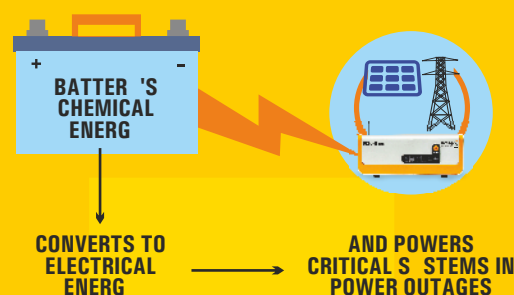 + -
BATTER 'S
CHEMICAL
ENERG
CONVERTS TO
ELECTRICAL
ENERG
AND POWERS
CRITICAL S STEMS IN
POWER OUTAGES